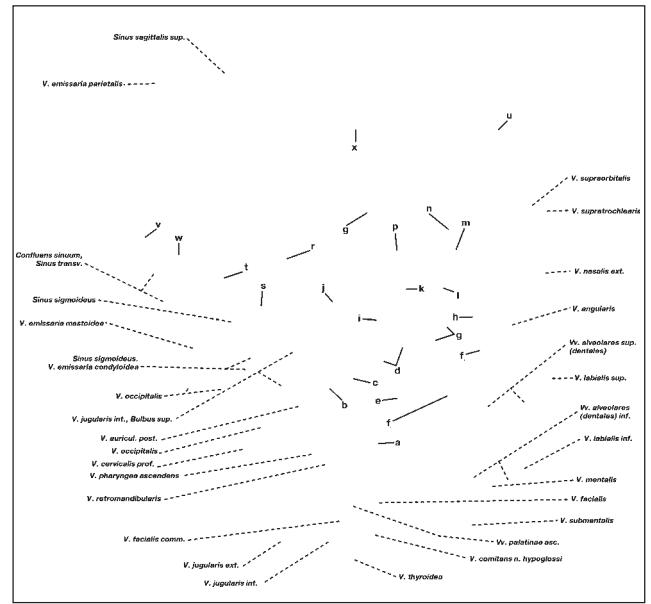 Sinus sagittalis sup.
V. emissaria parietalis
u
x
V. supraorbitalis
n
V. supratrochlearis
v
g
p
m
w
r
Confluens sinuum,
Sinus transv.
t
V. nasalis ext.
s
j
k
l
Sinus sigmoideus
V. angularis
i
h
V. emissaria mastoidea
g
Vv. alveolares sup.
(dentales)
f
Sinus sigmoideus.
V. emissaria condyloidea
d
V. labialis sup.
c
V. occipitalis
b
e
Vv. alveolares
(dentales) inf.
V. jugularis int., Bulbus sup.
f
V. auricul. post.
a
V. labialis inf.
V. occipitalis
V. cervicalis prof.
V. pharyngea ascendens
V. mentalis
V. retromandibularis
V. facialis
V. submentalis
V. facialis comm.
Vv. palatinae asc.
V. comitans n. hypoglossi
V. jugularis ext.
V. thyroidea
V. jugularis int.